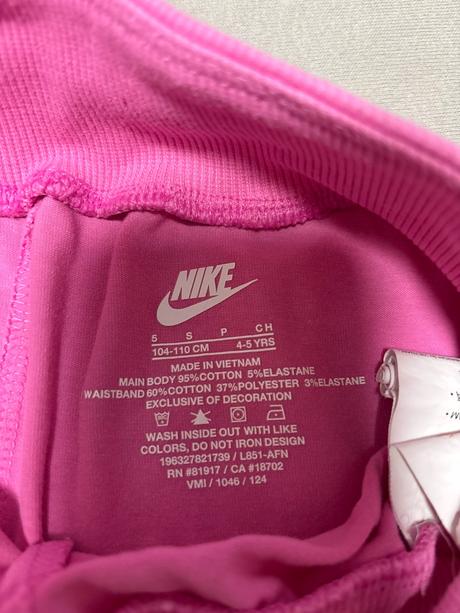 NIKE
5 S P CH
104-110 CM 4-5 YRS
MADE IN VIETNAM
MAIN BODY 95%COTTON 5%ELASTANE
WAISTBAND 60%COTTON 37%POLYESTER 3%ELASTANE
EXCLUSIVE OF DECORATION
WASH INSIDE OUT WITH LIKE
COLORS, DO NOT IRON DESIGN
196327821739 / L851-AFN
RN #81917 / CA #18702
VMI / 1046 / 124